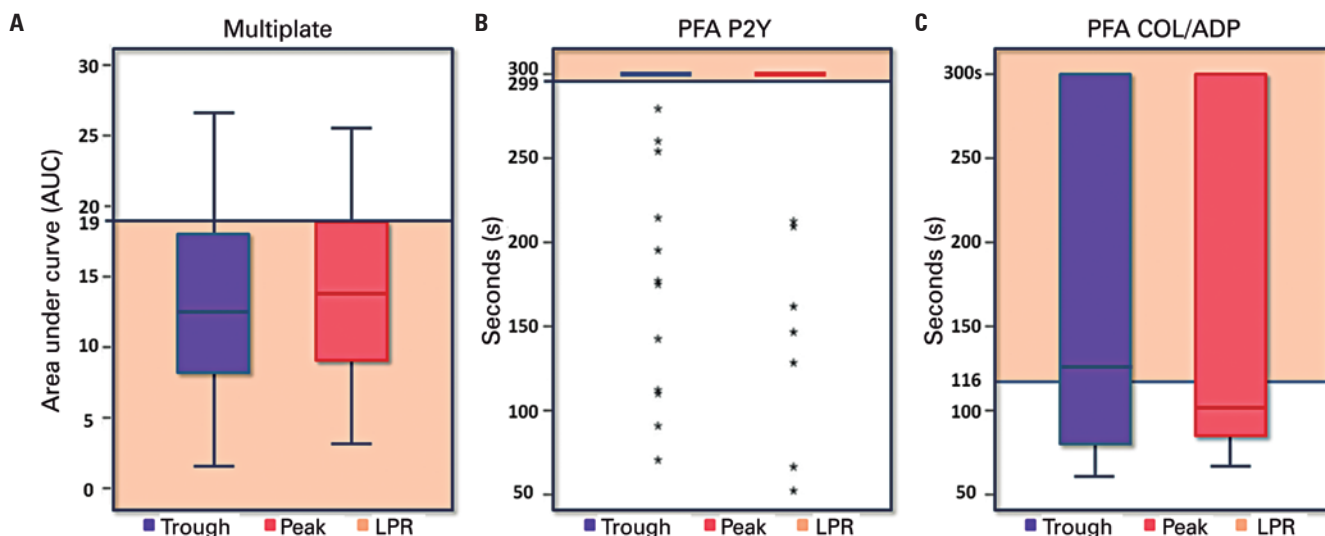 A
Multiplate
Area under curve (AUC)
30
25
20
19
15
10
5
0
Trough Peak LPR
B
PFA P2Y
Seconds (s)
300
299
250
200
150
100
50
Trough Peak LPR
C
PFA COL/ADP
Seconds (s)
300s
250
200
150
116
100
50
Trough Peak LPR